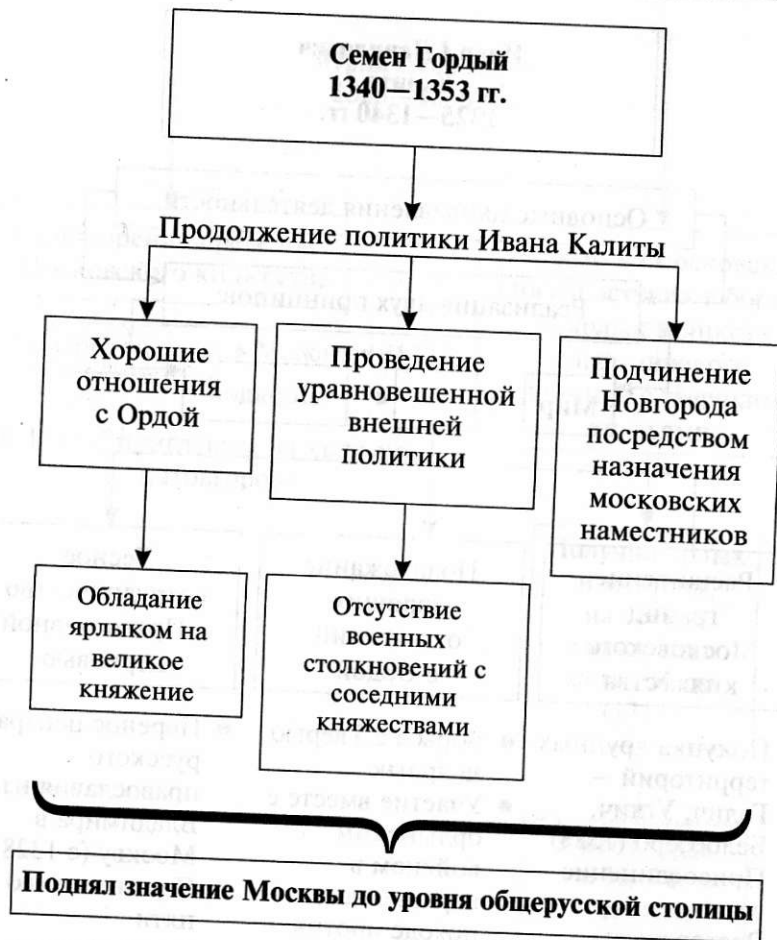 Семен Гордый
1340—1353 гг.
Продолжение политики Ивана Калиты
Хорошие
отношения
с Ордой
Проведение
уравновешенной
внешней
политики
Подчинение
Новгорода
посредством
назначения
московских
наместников
Обладание
ярлыком на
великое
княжение
Отсутствие
военных
столкновений с
соседними
княжествами
Поднял значение Москвы до уровня общерусской столицы